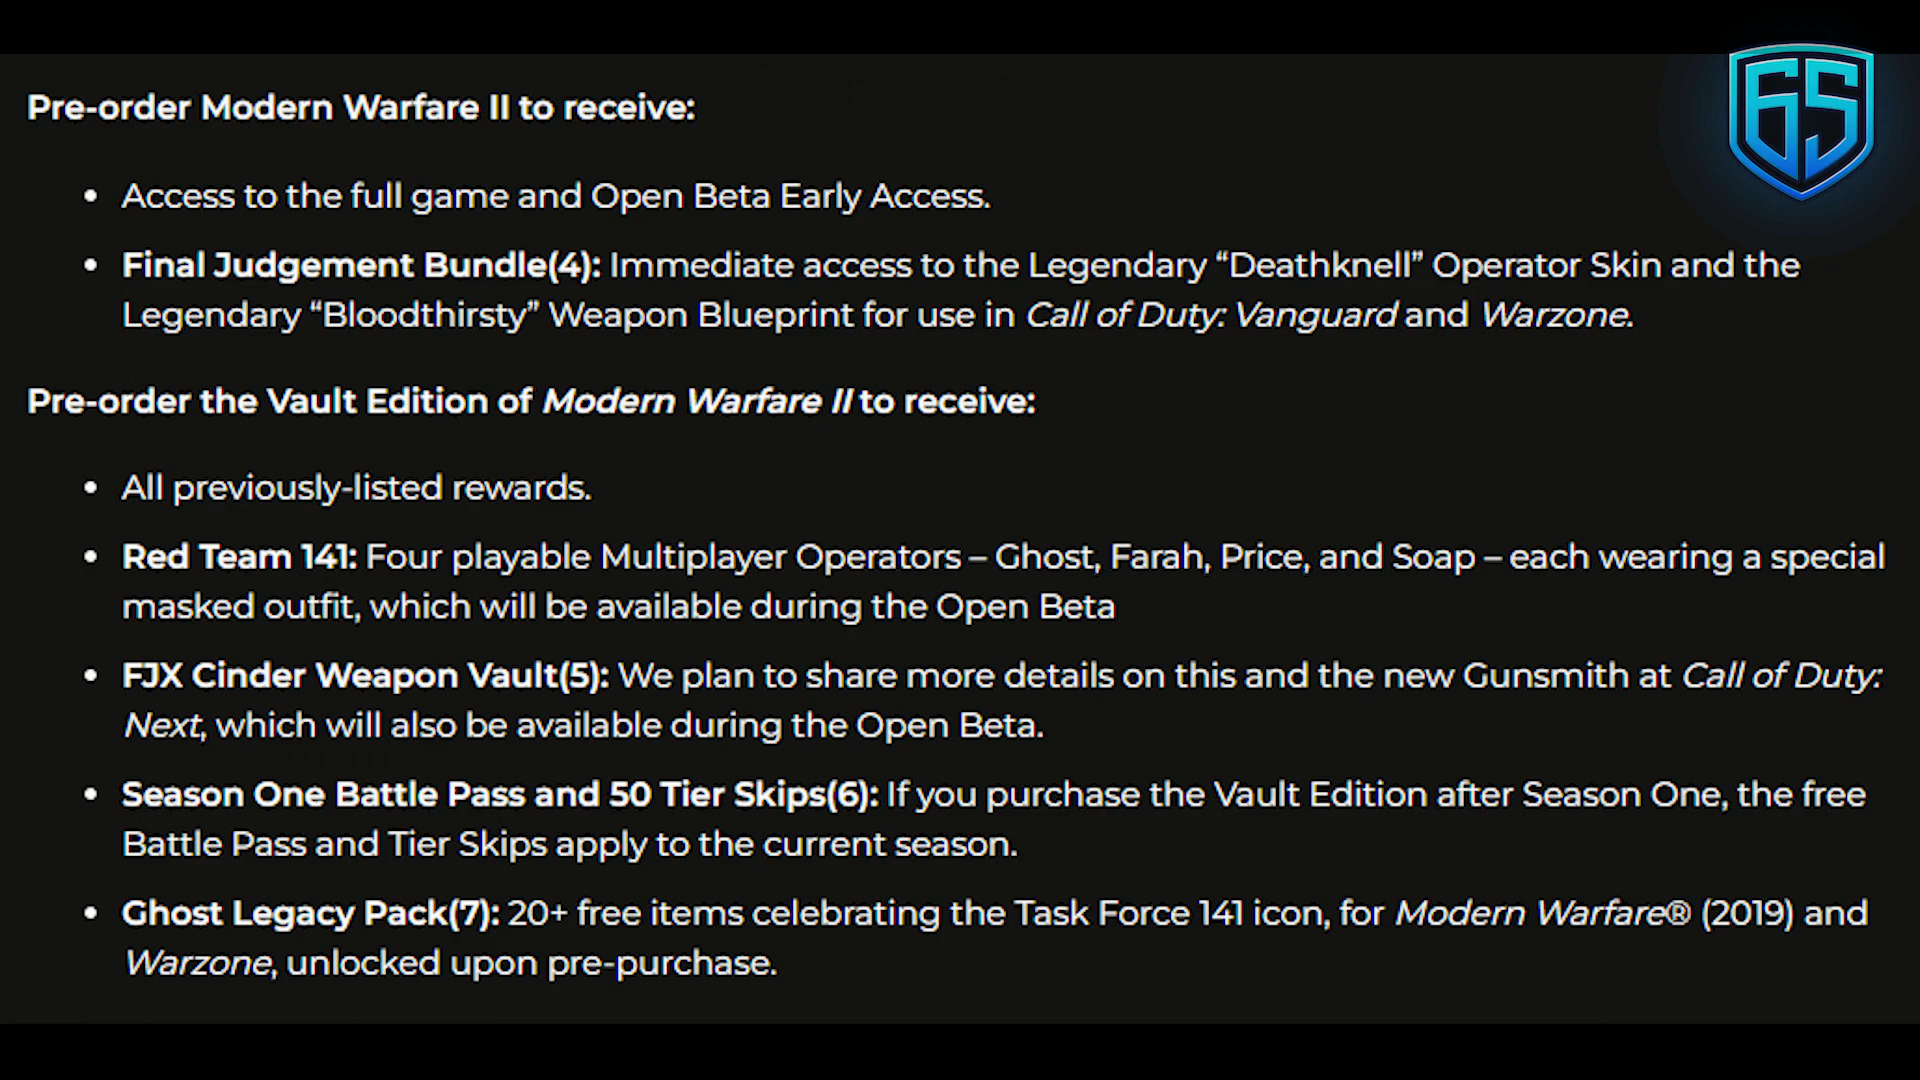 Pre-order Modern Warfare II to receive:
• Access to the full game and Open Beta Early Access.
• Final Judgement Bundle(4): Immediate access to the Legendary “Deathknell” Operator Skin and the
Legendary “Bloodthirsty” Weapon Blueprint for use in Call of Duty: Vanguard and Warzone.
Pre-order the Vault Edition of Modern Warfare II to receive:
• All previously-listed rewards.
• Red Team 141: Four playable Multiplayer Operators – Ghost, Farah, Price, and Soap – each wearing a special
masked outfit, which will be available during the Open Beta
• FJX Cinder Weapon Vault(5): We plan to share more details on this and the new Gunsmith at Call of Duty:
Next, which will also be available during the Open Beta.
• Season One Battle Pass and 50 Tier Skips(6): If you purchase the Vault Edition after Season One, the free
Battle Pass and Tier Skips apply to the current season.
• Ghost Legacy Pack(7): 20+ free items celebrating the Task Force 141 icon, for Modern Warfare® (2019) and
Warzone, unlocked upon pre-purchase.